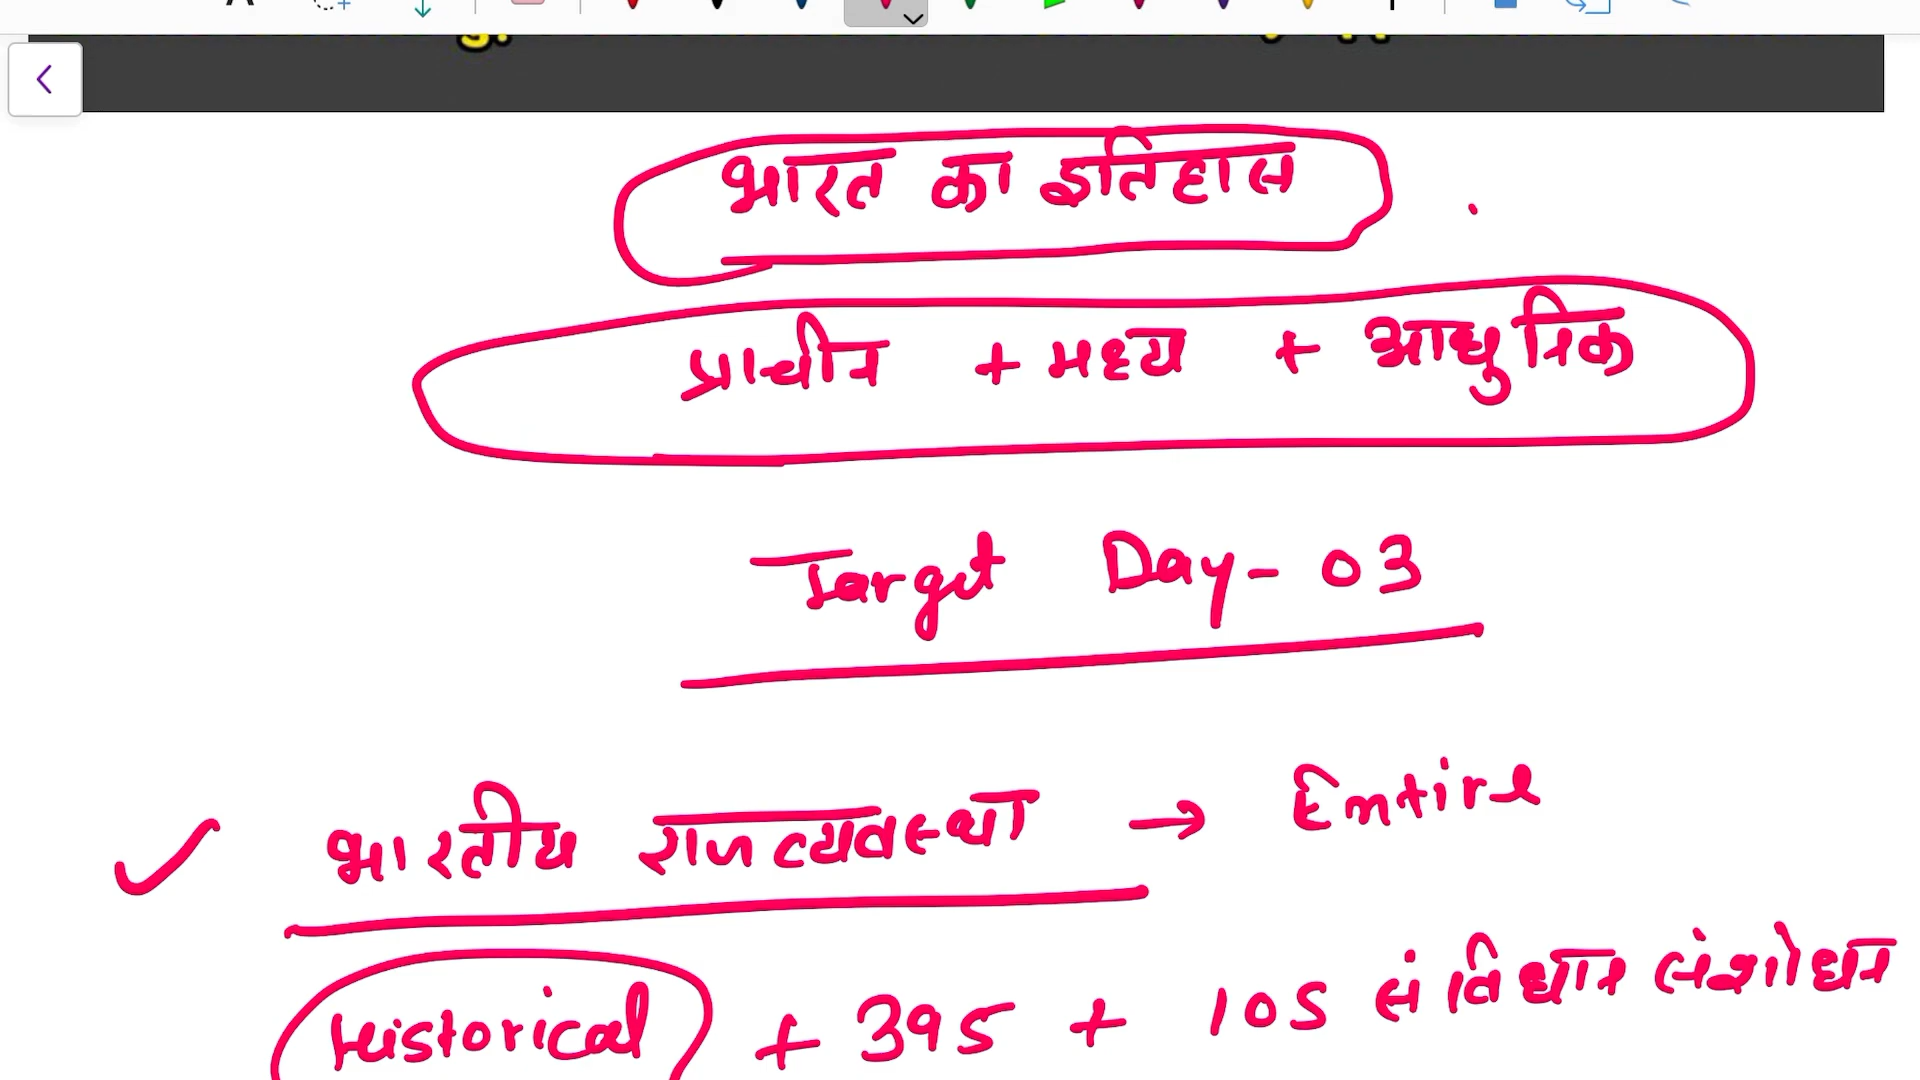 भारत का इतिहास
प्राचीन + मध्य + आधुनिक
Target Day - 03
भारतीय राजव्यवस्था → Entire
Historical + 395 + 105 संविधान संशोधन